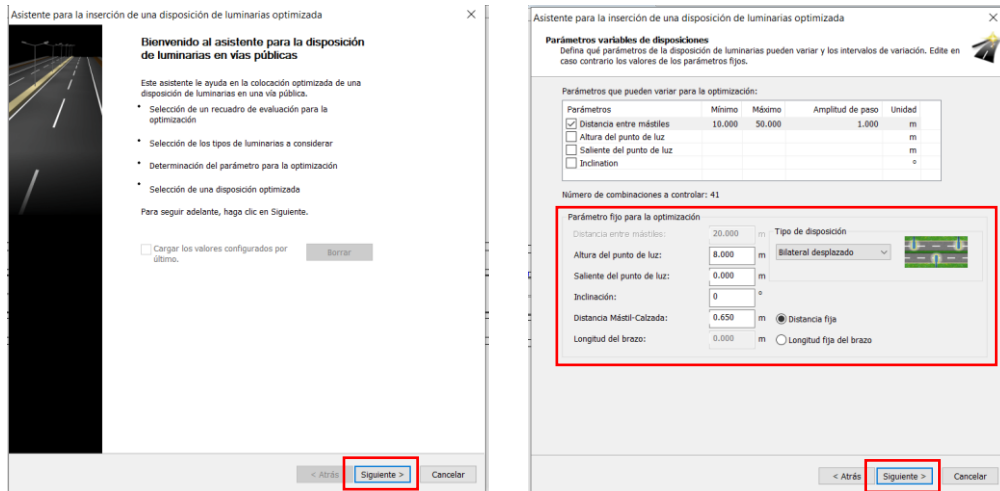 Asistente para la inserción de una disposición de luminarias optimizada
Bienvenido al asistente para la disposición
de luminarias en vías públicas
Este asistente le ayuda en la colocación optimizada de una
disposición de luminarias en una vía pública.
• Selección de un recuadro de evaluación para la
optimización
• Selección de los tipos de luminarias a considerar
• Determinación del parámetro para la optimización
• Selección de una disposición optimizada
Para seguir adelante, haga clic en Siguiente.
Cargar los valores configurados por
último.
Borrar
< Atrás
Siguiente >
Cancelar
Asistente para la inserción de una disposición de luminarias optimizada
Parámetros variables de disposiciones
Defina qué parámetros de la disposición de luminarias pueden variar y los intervalos de variación. Edite en
caso contrario los valores de los parámetros fijos.
Parámetros que pueden variar para la optimización:
Parámetros Mínimo Máximo Amplitud de paso Unidad
Distancia entre mástiles 10.000 50.000 1.000 m
Altura del punto de luz m
Saliente del punto de luz m
Inclination °
Número de combinaciones a controlar: 41
Parámetro fijo para la optimización
Distancia entre mástiles: 20.000 m
Tipo de disposición
Altura del punto de luz: 8.000 m
Bilateral desplazado
Saliente del punto de luz: 0.000 m
Inclinación: 0 °
Distancia Mástil-Calzada: 0.650 m
Distancia fija
Longitud del brazo: 0.000 m
Longitud fija del brazo
< Atrás
Siguiente >
Cancelar